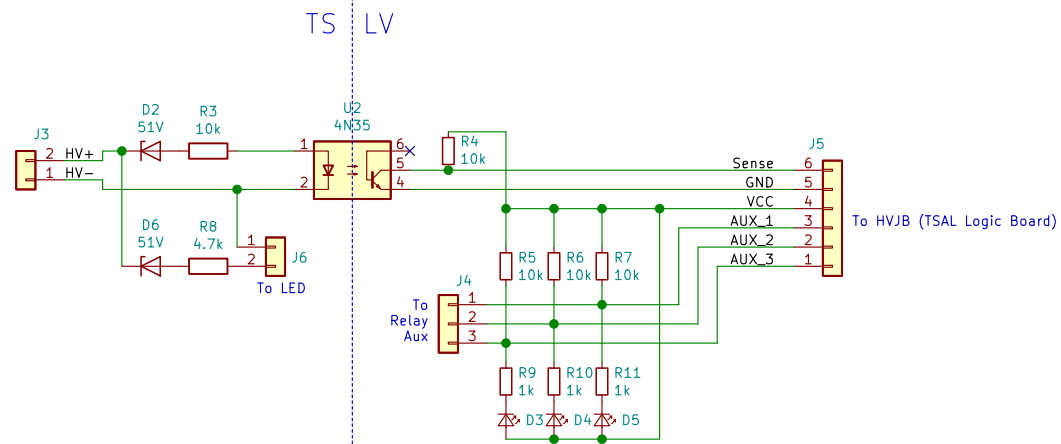 TS LV
U2
4N35
D2
51V
R3
10k
J3
2 HV+
1 HV-
1
2
6
5
4
R4
10k
J5
Sense 6
GND 5
VCC 4
AUX_1 3
AUX_2 2
AUX_3 1
To HVJB (TSAL Logic Board)
D6
51V
R8
4.7k
1
2
J6
To LED
R5
10k
R6
10k
R7
10k
J4
To
Relay
Aux
1
2
3
R9
1k
R10
1k
R11
1k
D3
D4
D5